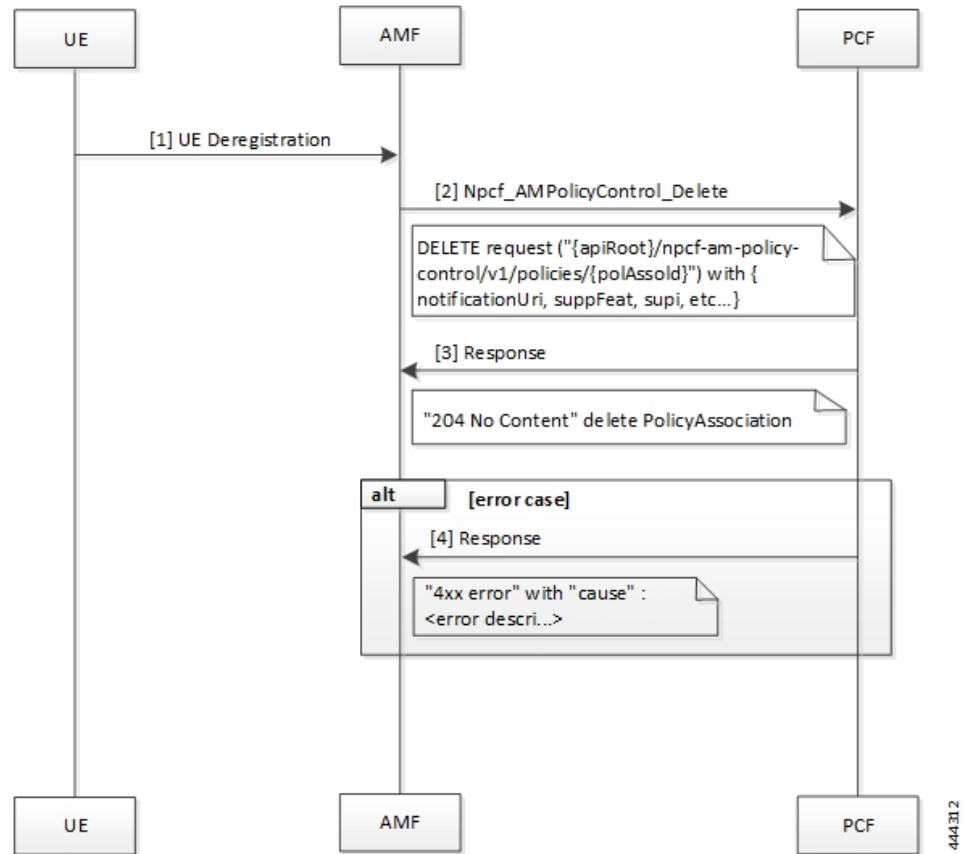 UE
AMF
PCF
[1] UE Deregistration
[2] Npcf_AMPolicyControl_Delete
DELETE request ("{apiRoot}/npcf-am-policy-
control/v1/policies/{polAssoId}") with {
notificationUri, suppFeat, supi, etc...}
[3] Response
"204 No Content" delete PolicyAssociation
alt
[error case]
[4] Response
"4xx error" with "cause" :
<error descri...>
UE
AMF
PCF
444312